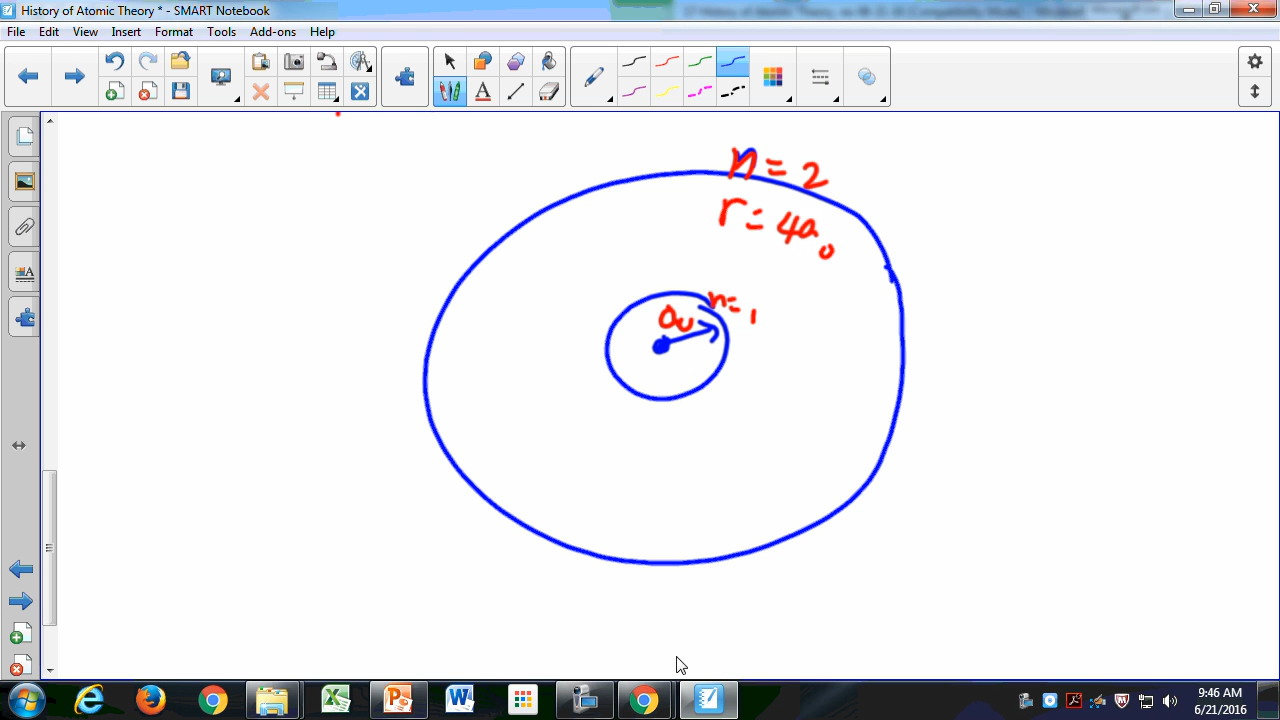 History of Atomic Theory * - SMART Notebook
File Edit View Insert Format Tools Add-ons Help
n = 2
r = 4a₀
n = 1
a₀
9:46 AM
6/21/2016